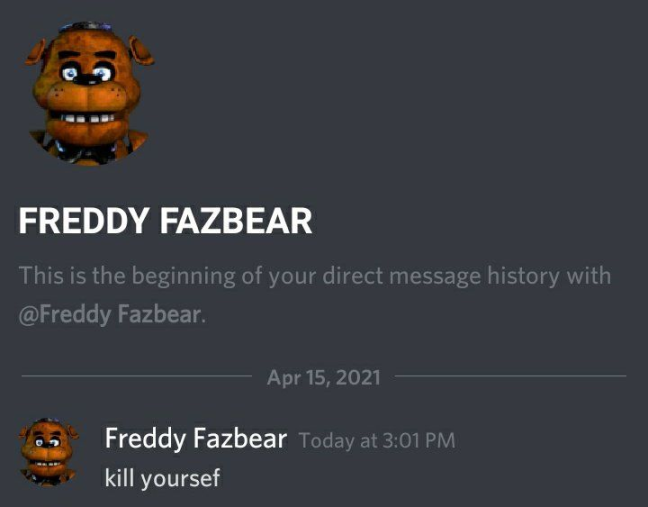 FREDDY FAZBEAR
This is the beginning of your direct message history with
@Freddy Fazbear.
Apr 15, 2021
Freddy Fazbear Today at 3:01 PM
kill yoursef